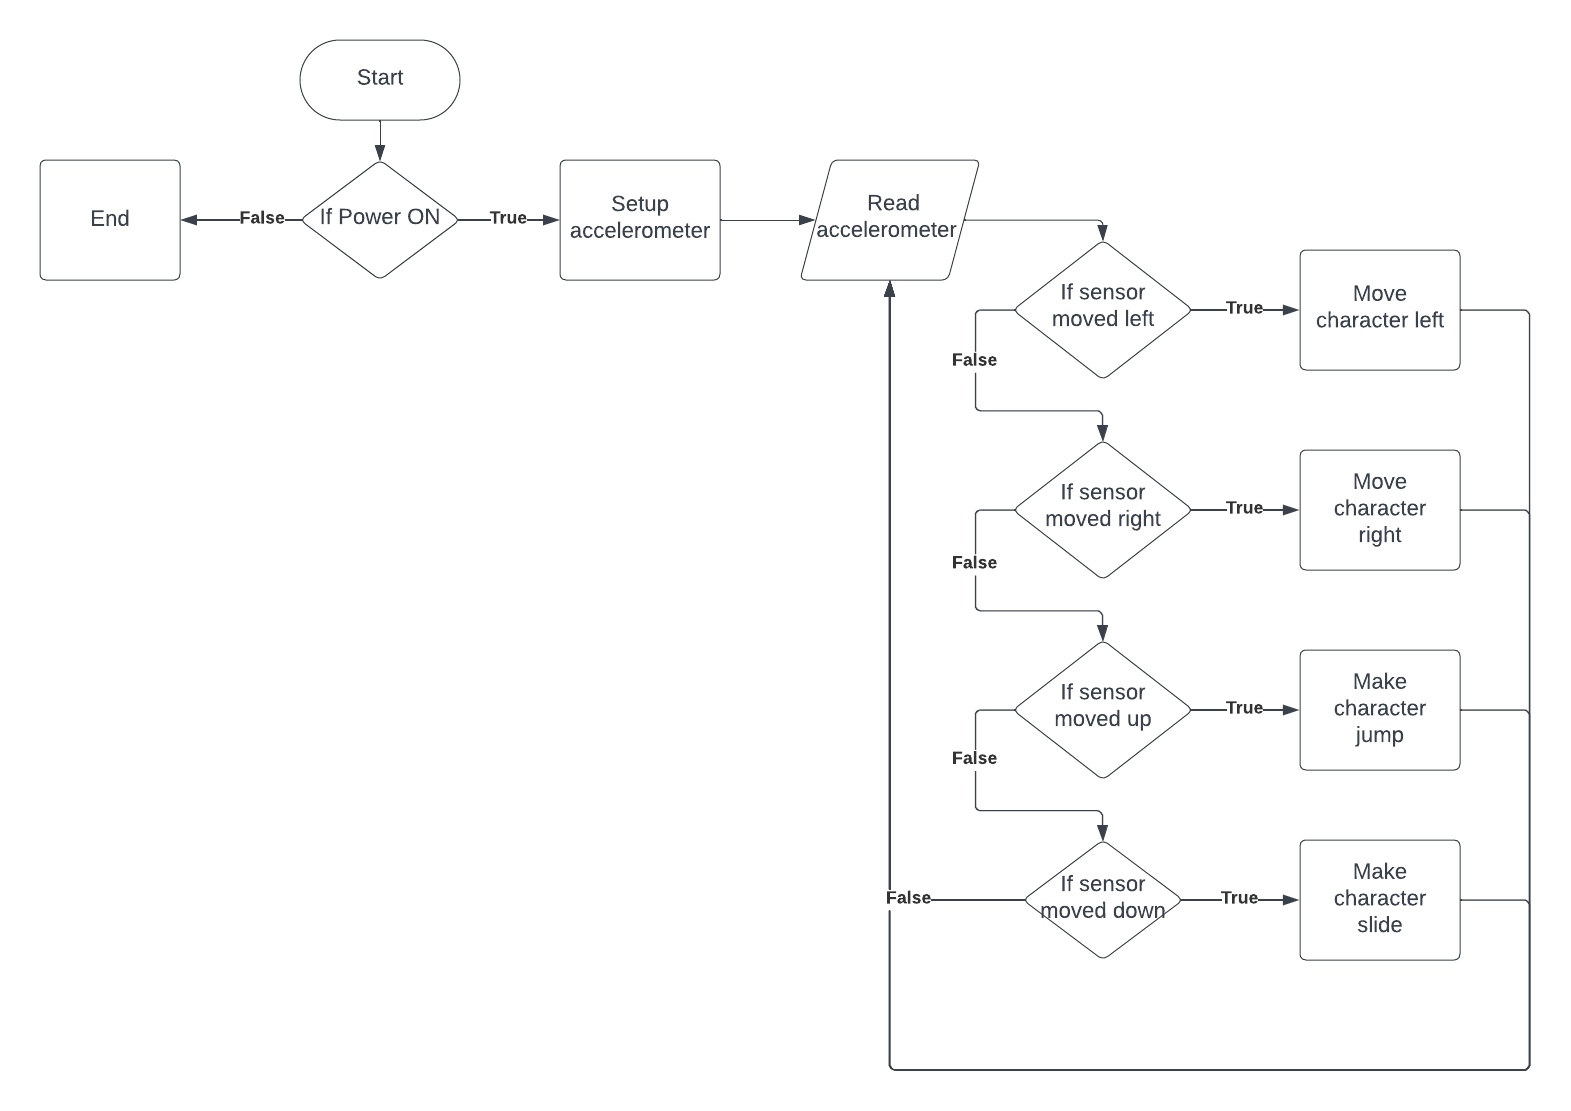 Start
End
False
If Power ON
True
Setup
accelerometer
Read
accelerometer
If sensor
moved left
True
Move
character left
False
If sensor
moved right
True
Move
character
right
False
If sensor
moved up
True
Make
character
jump
False
If sensor
moved down
True
Make
character
slide
False